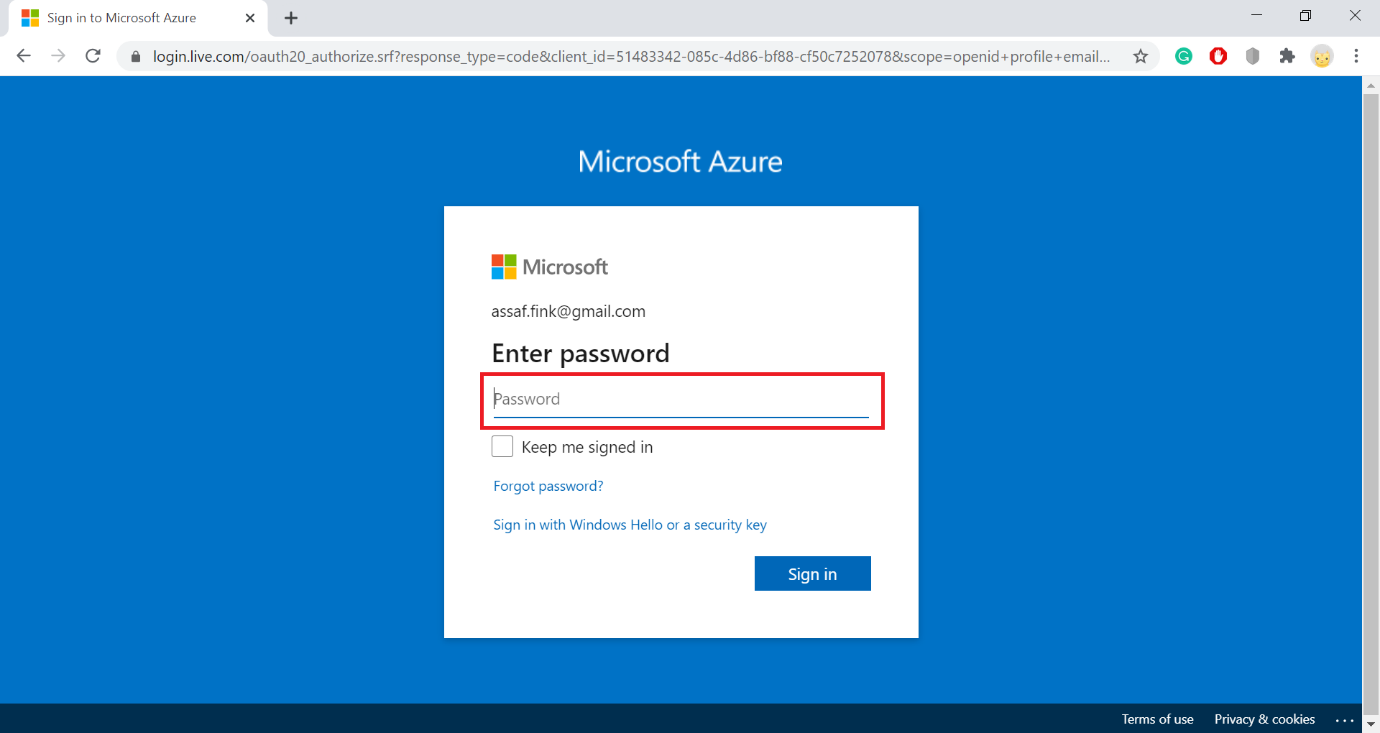 Sign in to Microsoft Azure
login.live.com/oauth20_authorize.srf?response_type=code&client_id=51483342-085c-4d86-bf88-cf50c7252078&scope=openid+profile+email...
Microsoft Azure
Microsoft
assaf.fink@gmail.com
Enter password
Password
Keep me signed in
Forgot password?
Sign in with Windows Hello or a security key
Sign in
Terms of use Privacy & cookies ...